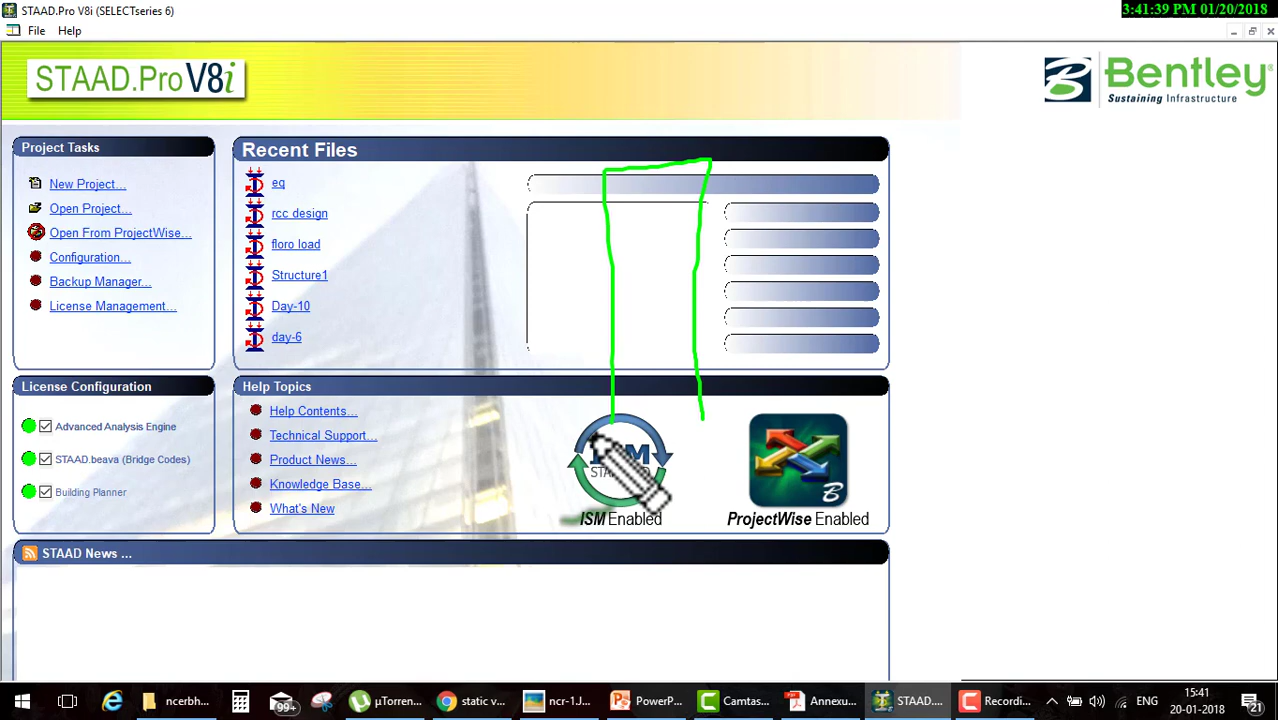 STAAD.Pro V8i (SELECTseries 6)
3:41:39 PM 01/20/2018
File Help
STAAD.Pro V8i
Bentley®
Sustaining Infrastructure
Project Tasks
New Project...
Open Project...
Open From ProjectWise...
Configuration...
Backup Manager...
License Management...
Recent Files
eq
rcc design
floro load
Structure1
Day-10
day-6
License Configuration
Advanced Analysis Engine
STAAD.beava (Bridge Codes)
Building Planner
Help Topics
Help Contents...
Technical Support...
Product News...
Knowledge Base...
What's New
ISM Enabled
B
ProjectWise Enabled
STAAD News ...
99+
ncerbh...
µTorren...
static v...
ncr-1.J...
PowerP...
Camtas...
Annexu...
STAAD....
Recordi...
ENG
15:41
20-01-2018
21